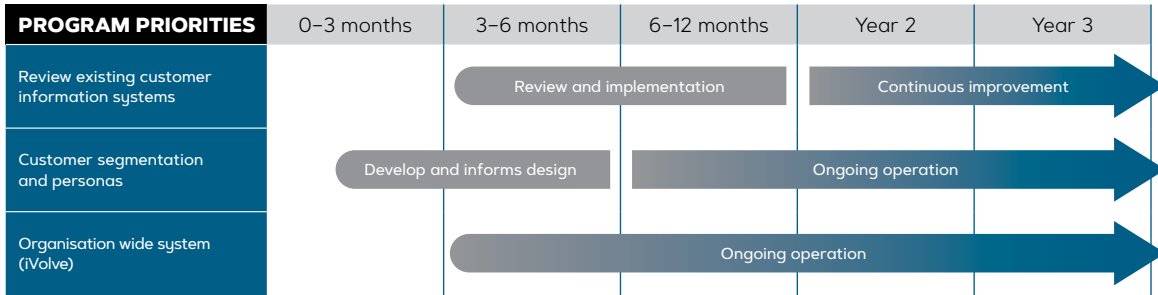 PROGRAM PRIORITIES 0–3 months 3–6 months 6–12 months Year 2 Year 3
Review existing customer
information systems
Review and implementation
Continuous improvement
Customer segmentation
and personas
Develop and informs design
Ongoing operation
Organisation wide system
(iVolve)
Ongoing operation